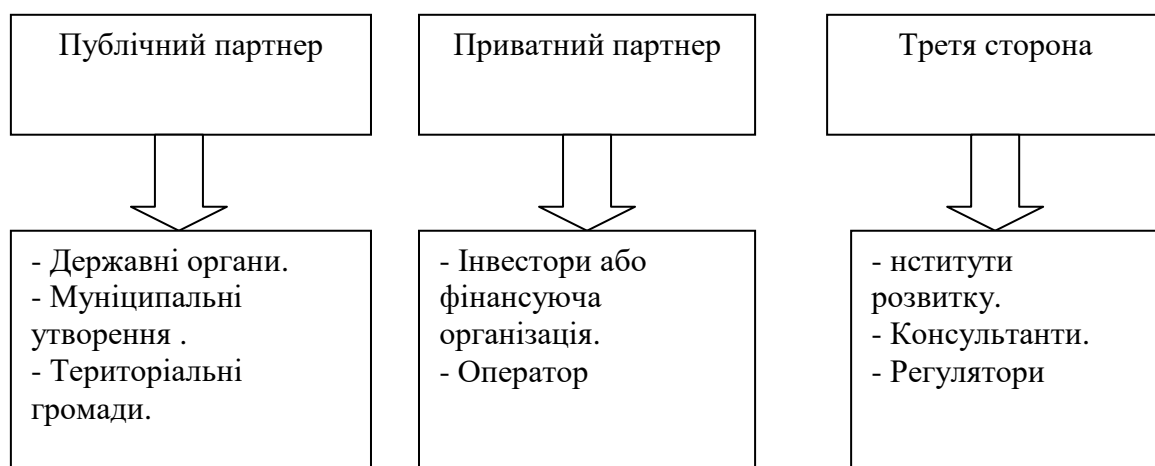 Публічний партнер
Приватний партнер
Третя сторона
- Державні органи.
- Муніципальні
утворення .
- Територіальні
громади.
- Інвестори або
фінансуюча
організація.
- Оператор
- нститути
розвитку.
- Консультанти.
- Регулятори